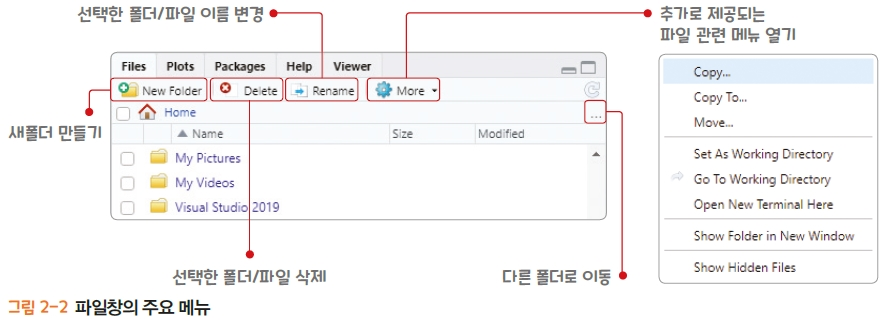 선택한 폴더/파일 이름 변경
추가로 제공되는
파일 관련 메뉴 열기
Files Plots Packages Help Viewer
New Folder Delete Rename More
Home
...
Name Size Modified
My Pictures
My Videos
Visual Studio 2019
새폴더 만들기
선택한 폴더/파일 삭제
다른 폴더로 이동
Copy...
Copy To...
Move...
Set As Working Directory
Go To Working Directory
Open New Terminal Here
Show Folder in New Window
Show Hidden Files
그림 2-2 파일창의 주요 메뉴